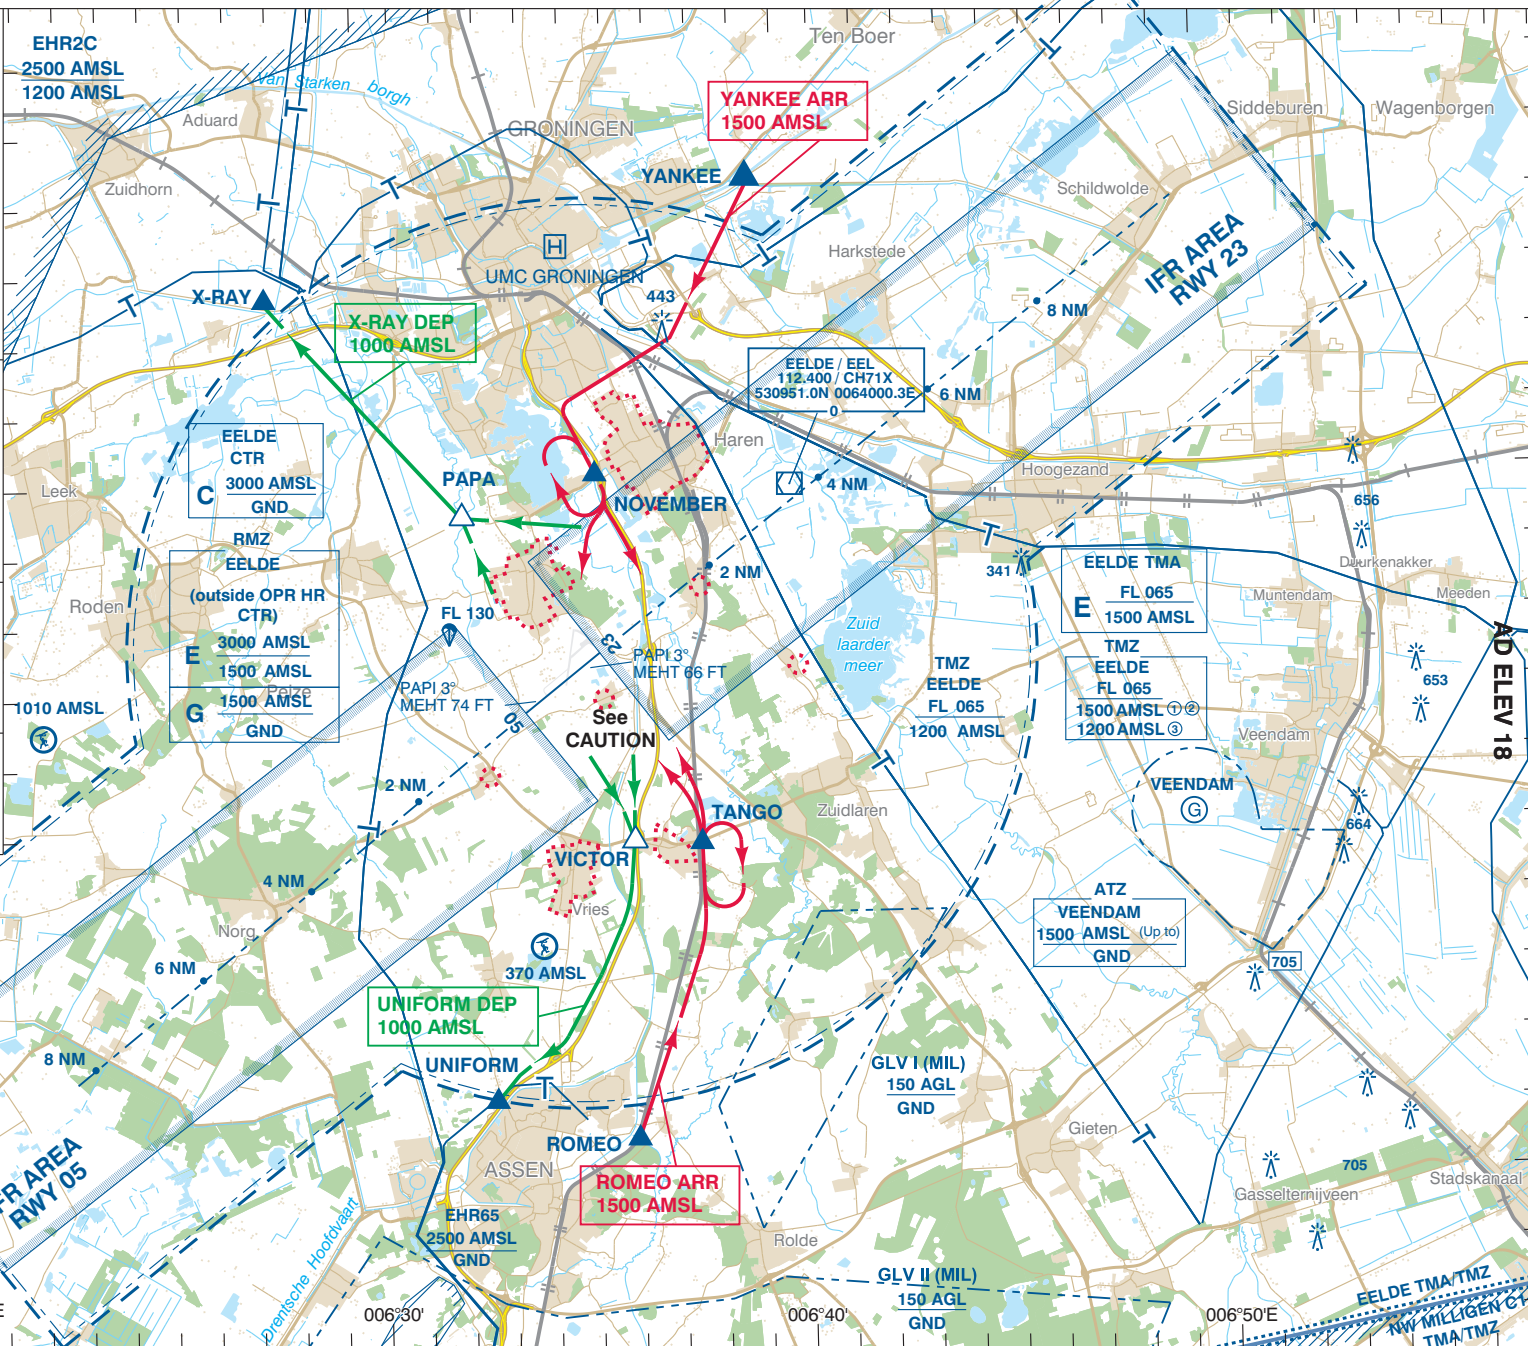 EHR2C
2500 AMSL
1200 AMSL
Van Starken borgh
Aduard
Zuidhorn
GRONINGEN
Ten Boer
YANKEE ARR
1500 AMSL
YANKEE
Siddeburen
Wagenborgen
Schildwolde
Harkstede
IFR AREA
RWY 23
H
UMC GRONINGEN
443
X-RAY
X-RAY DEP
1000 AMSL
8 NM
EELDE / EEL
112.400 / CH71X
530951.0N 0064000.3E
0
6 NM
EELDE
CTR
C
3000 AMSL
GND
Leek
PAPA
Haren
4 NM
Hoogezand
NOVEMBER
656
RMZ
EELDE
(outside OPR HR
CTR)
E
3000 AMSL
1500 AMSL
G
1500 AMSL
GND
Peize
Roden
FL 130
2 NM
341
EELDE TMA
E
FL 065
1500 AMSL
Duurkenakker
Muntendam
Meeden
AD ELEV 18
Zuid
laarder
meer
23
PAPI 3°
MEHT 66 FT
PAPI 3°
MEHT 74 FT
05
TMZ
EELDE
FL 065
1200 AMSL
TMZ
EELDE
FL 065
1500 AMSL ① ②
1200 AMSL ③
653
1010 AMSL
See
CAUTION
Veendam
VEENDAM
G
2 NM
TANGO
Zuidlaren
664
VICTOR
4 NM
Vries
Norg
ATZ
VEENDAM
1500 AMSL (Up to)
GND
6 NM
370 AMSL
705
UNIFORM DEP
1000 AMSL
8 NM
UNIFORM
T
GLV I (MIL)
150 AGL
GND
ROMEO
Gieten
ASSEN
FR AREA
RWY 05
ROMEO ARR
1500 AMSL
705
Stadskanaal
Gasselternijveen
EHR65
2500 AMSL
GND
Drentsche Hoofdvaart
Rolde
GLV II (MIL)
150 AGL
GND
EELDE TMA/TMZ
NW MILLIGEN CT
TMA/TMZ
E
006°30'
006°40'
006°50'E